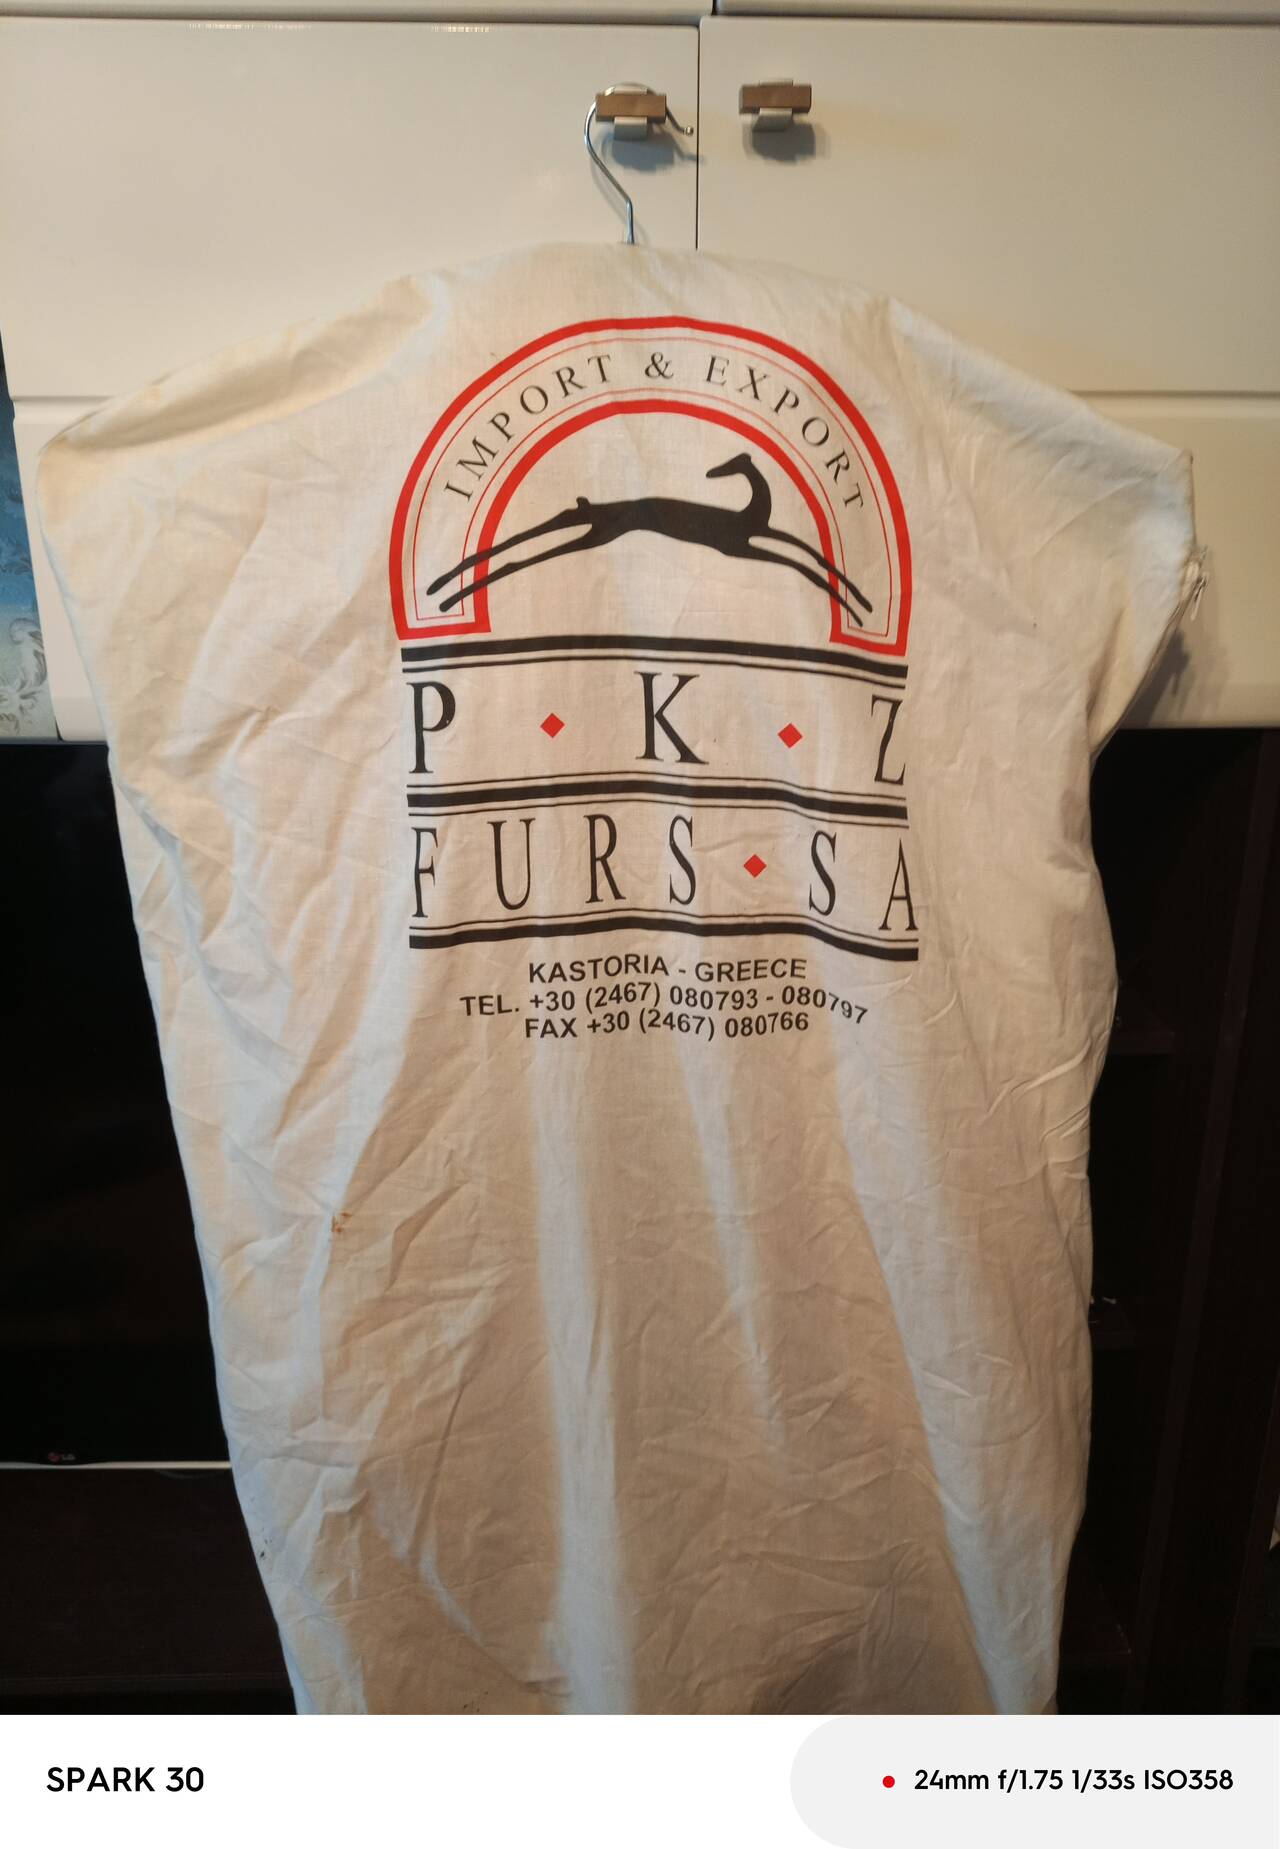 IMPORT & EXPORT
P • K • Z
FURS • SA
KASTORIA - GREECE
TEL. +30 (2467) 080793 - 080797
FAX +30 (2467) 080766
LG
SPARK 30
24mm f/1.75 1/33s ISO358